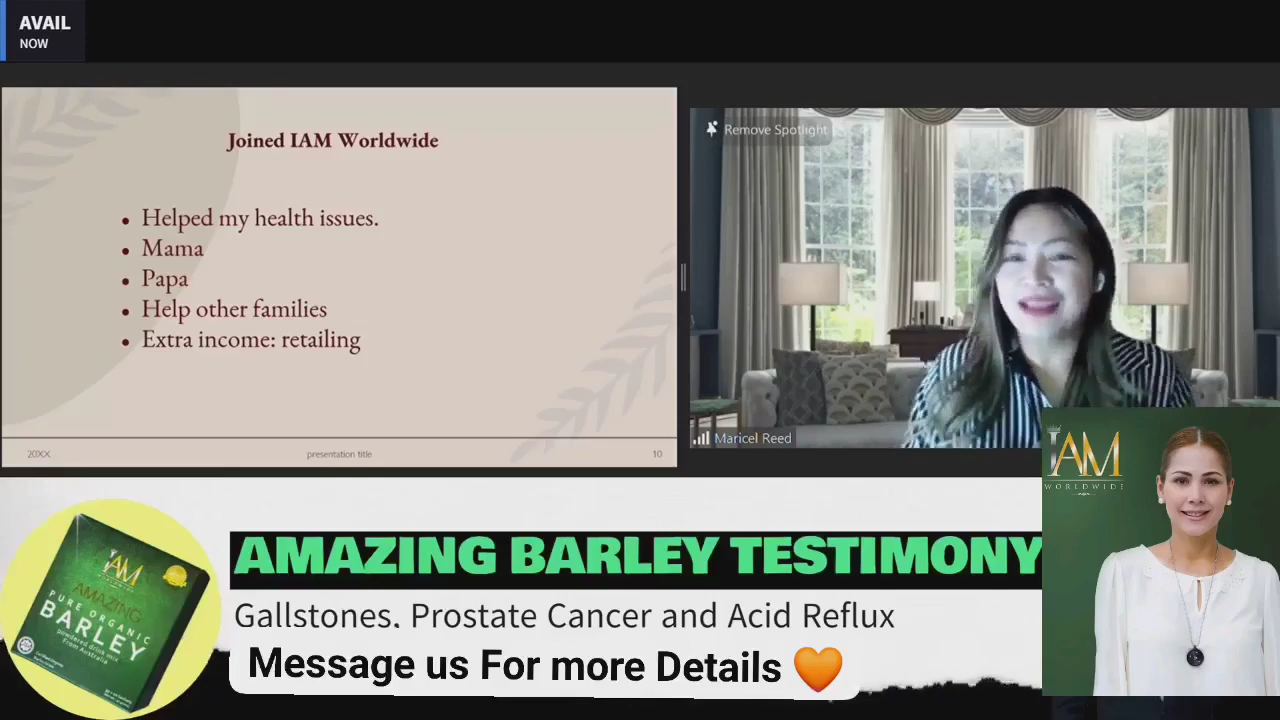 AVAIL
NOW
Joined IAM Worldwide
• Helped my health issues.
• Mama
• Papa
• Help other families
• Extra income: retailing
20XX
presentation title
10
Remove Spotlight
Maricel Reed
IAM
WORLDWIDE
AMAZING BARLEY TESTIMONY
Gallstones, Prostate Cancer and Acid Reflux
Message us For more Details 🧡
IAM
AMAZING
PURE ORGANIC
BARLEY
powdered drink mix
From Australia